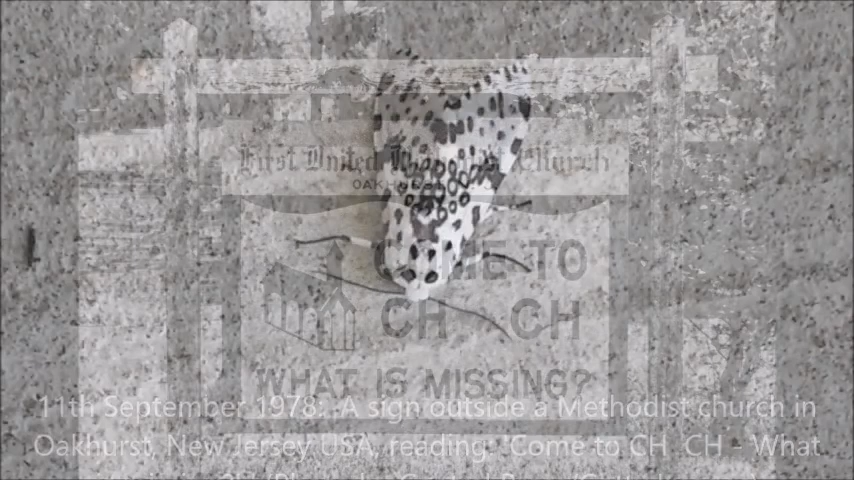 First United Methodist Church
OAKHURST
COME TO
CH CH
WHAT IS MISSING?
11th September 1978: A sign outside a Methodist church in
Oakhurst, New Jersey USA, reading: 'Come to CH CH - What